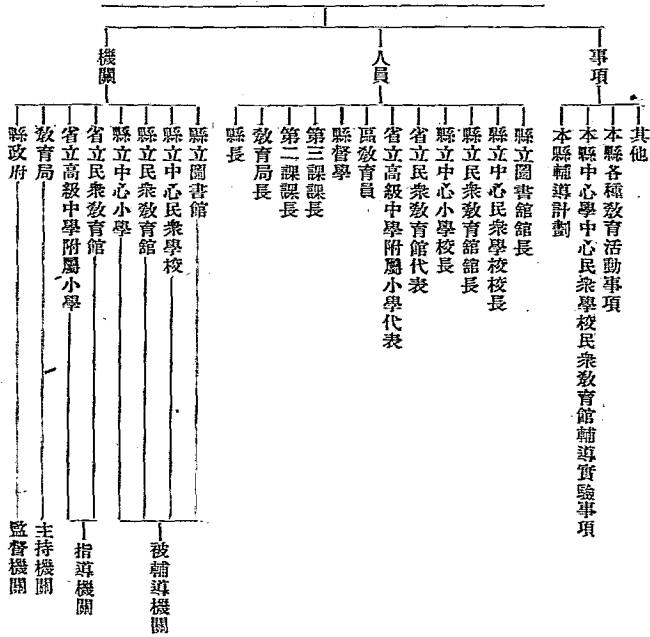 機關
縣政府
敎育局
省立高級中學附屬小學
省立民衆敎育館
縣立中心小學
縣立民衆敎育館
縣立中心民衆學校
縣立圖書館
監督機關
主持機關
指導機關
被輔導機關
人員
縣長
敎育局長
第二課課長
第三課課長
縣督學
區敎育員
省立高級中學附屬小學代表
省立民衆敎育館代表
縣立中心小學校長
縣立民衆敎育館館長
縣立中心民衆學校校長
縣立圖書館館長
事項
本縣輔導計劃
本縣中心學中心民衆學校民衆敎育館輔導實驗事項
本縣各種敎育活動事項
其他